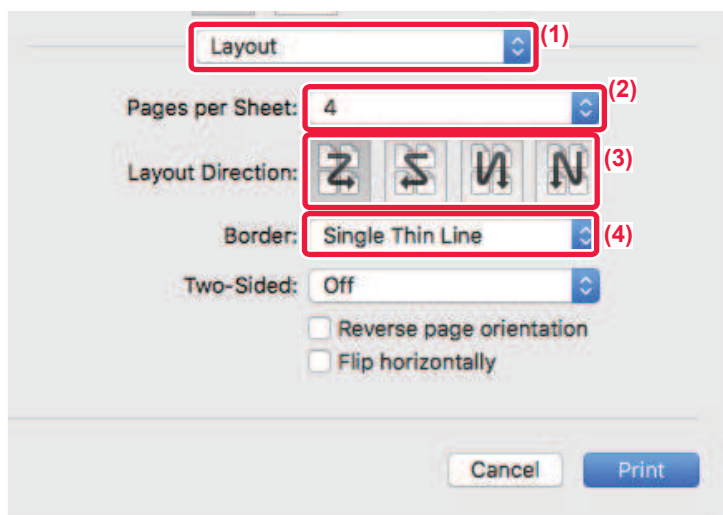 Layout (1)
Pages per Sheet: 4 (2)
Layout Direction: (3)
Border: Single Thin Line (4)
Two-Sided: Off
Reverse page orientation
Flip horizontally
Cancel Print